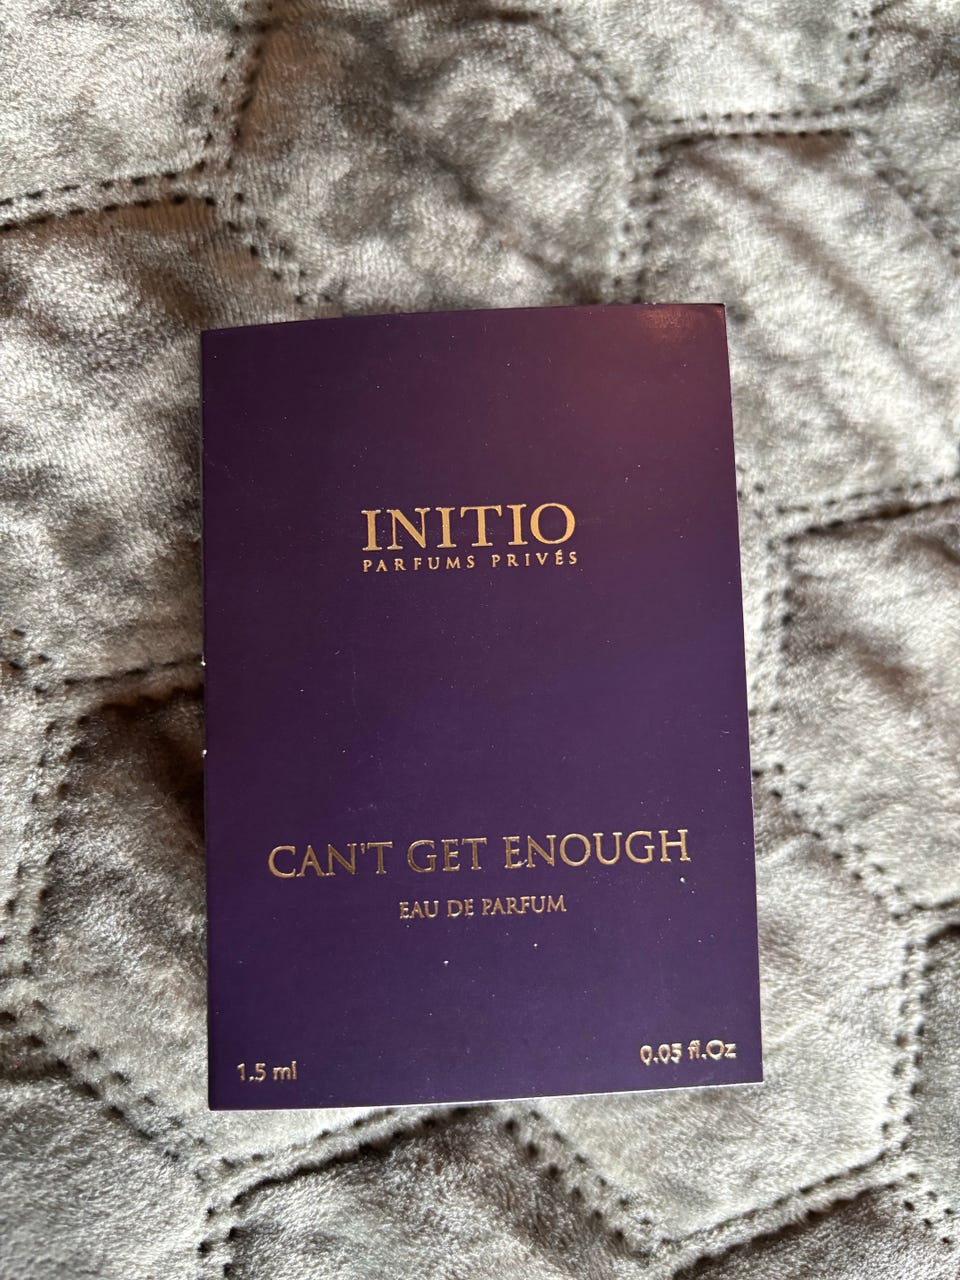 INITIO
PARFUMS PRIVÉS
CAN'T GET ENOUGH
EAU DE PARFUM
1.5 ml
0.05 fl.Oz